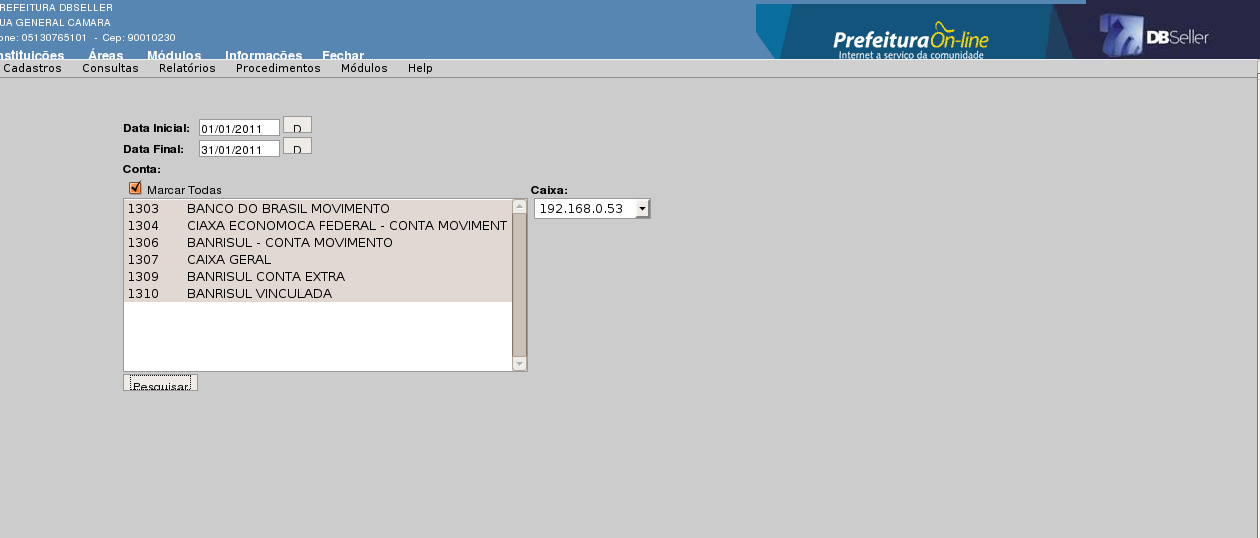 REFEITURA DBSELLER
UA GENERAL CAMARA
one: 05130765101 - Cep: 90010230
nstituições Áreas Módulos Informações Fechar
PrefeituraOn-line
Internet a serviço da comunidade
DBSeller
Cadastros Consultas Relatórios Procedimentos Módulos Help
Data Inicial: 01/01/2011 D
Data Final: 31/01/2011 D
Conta:
Marcar Todas
Caixa:
192.168.0.53
1303 BANCO DO BRASIL MOVIMENTO
1304 CIAXA ECONOMOCA FEDERAL - CONTA MOVIMENT
1306 BANRISUL - CONTA MOVIMENTO
1307 CAIXA GERAL
1309 BANRISUL CONTA EXTRA
1310 BANRISUL VINCULADA
Pesquisar